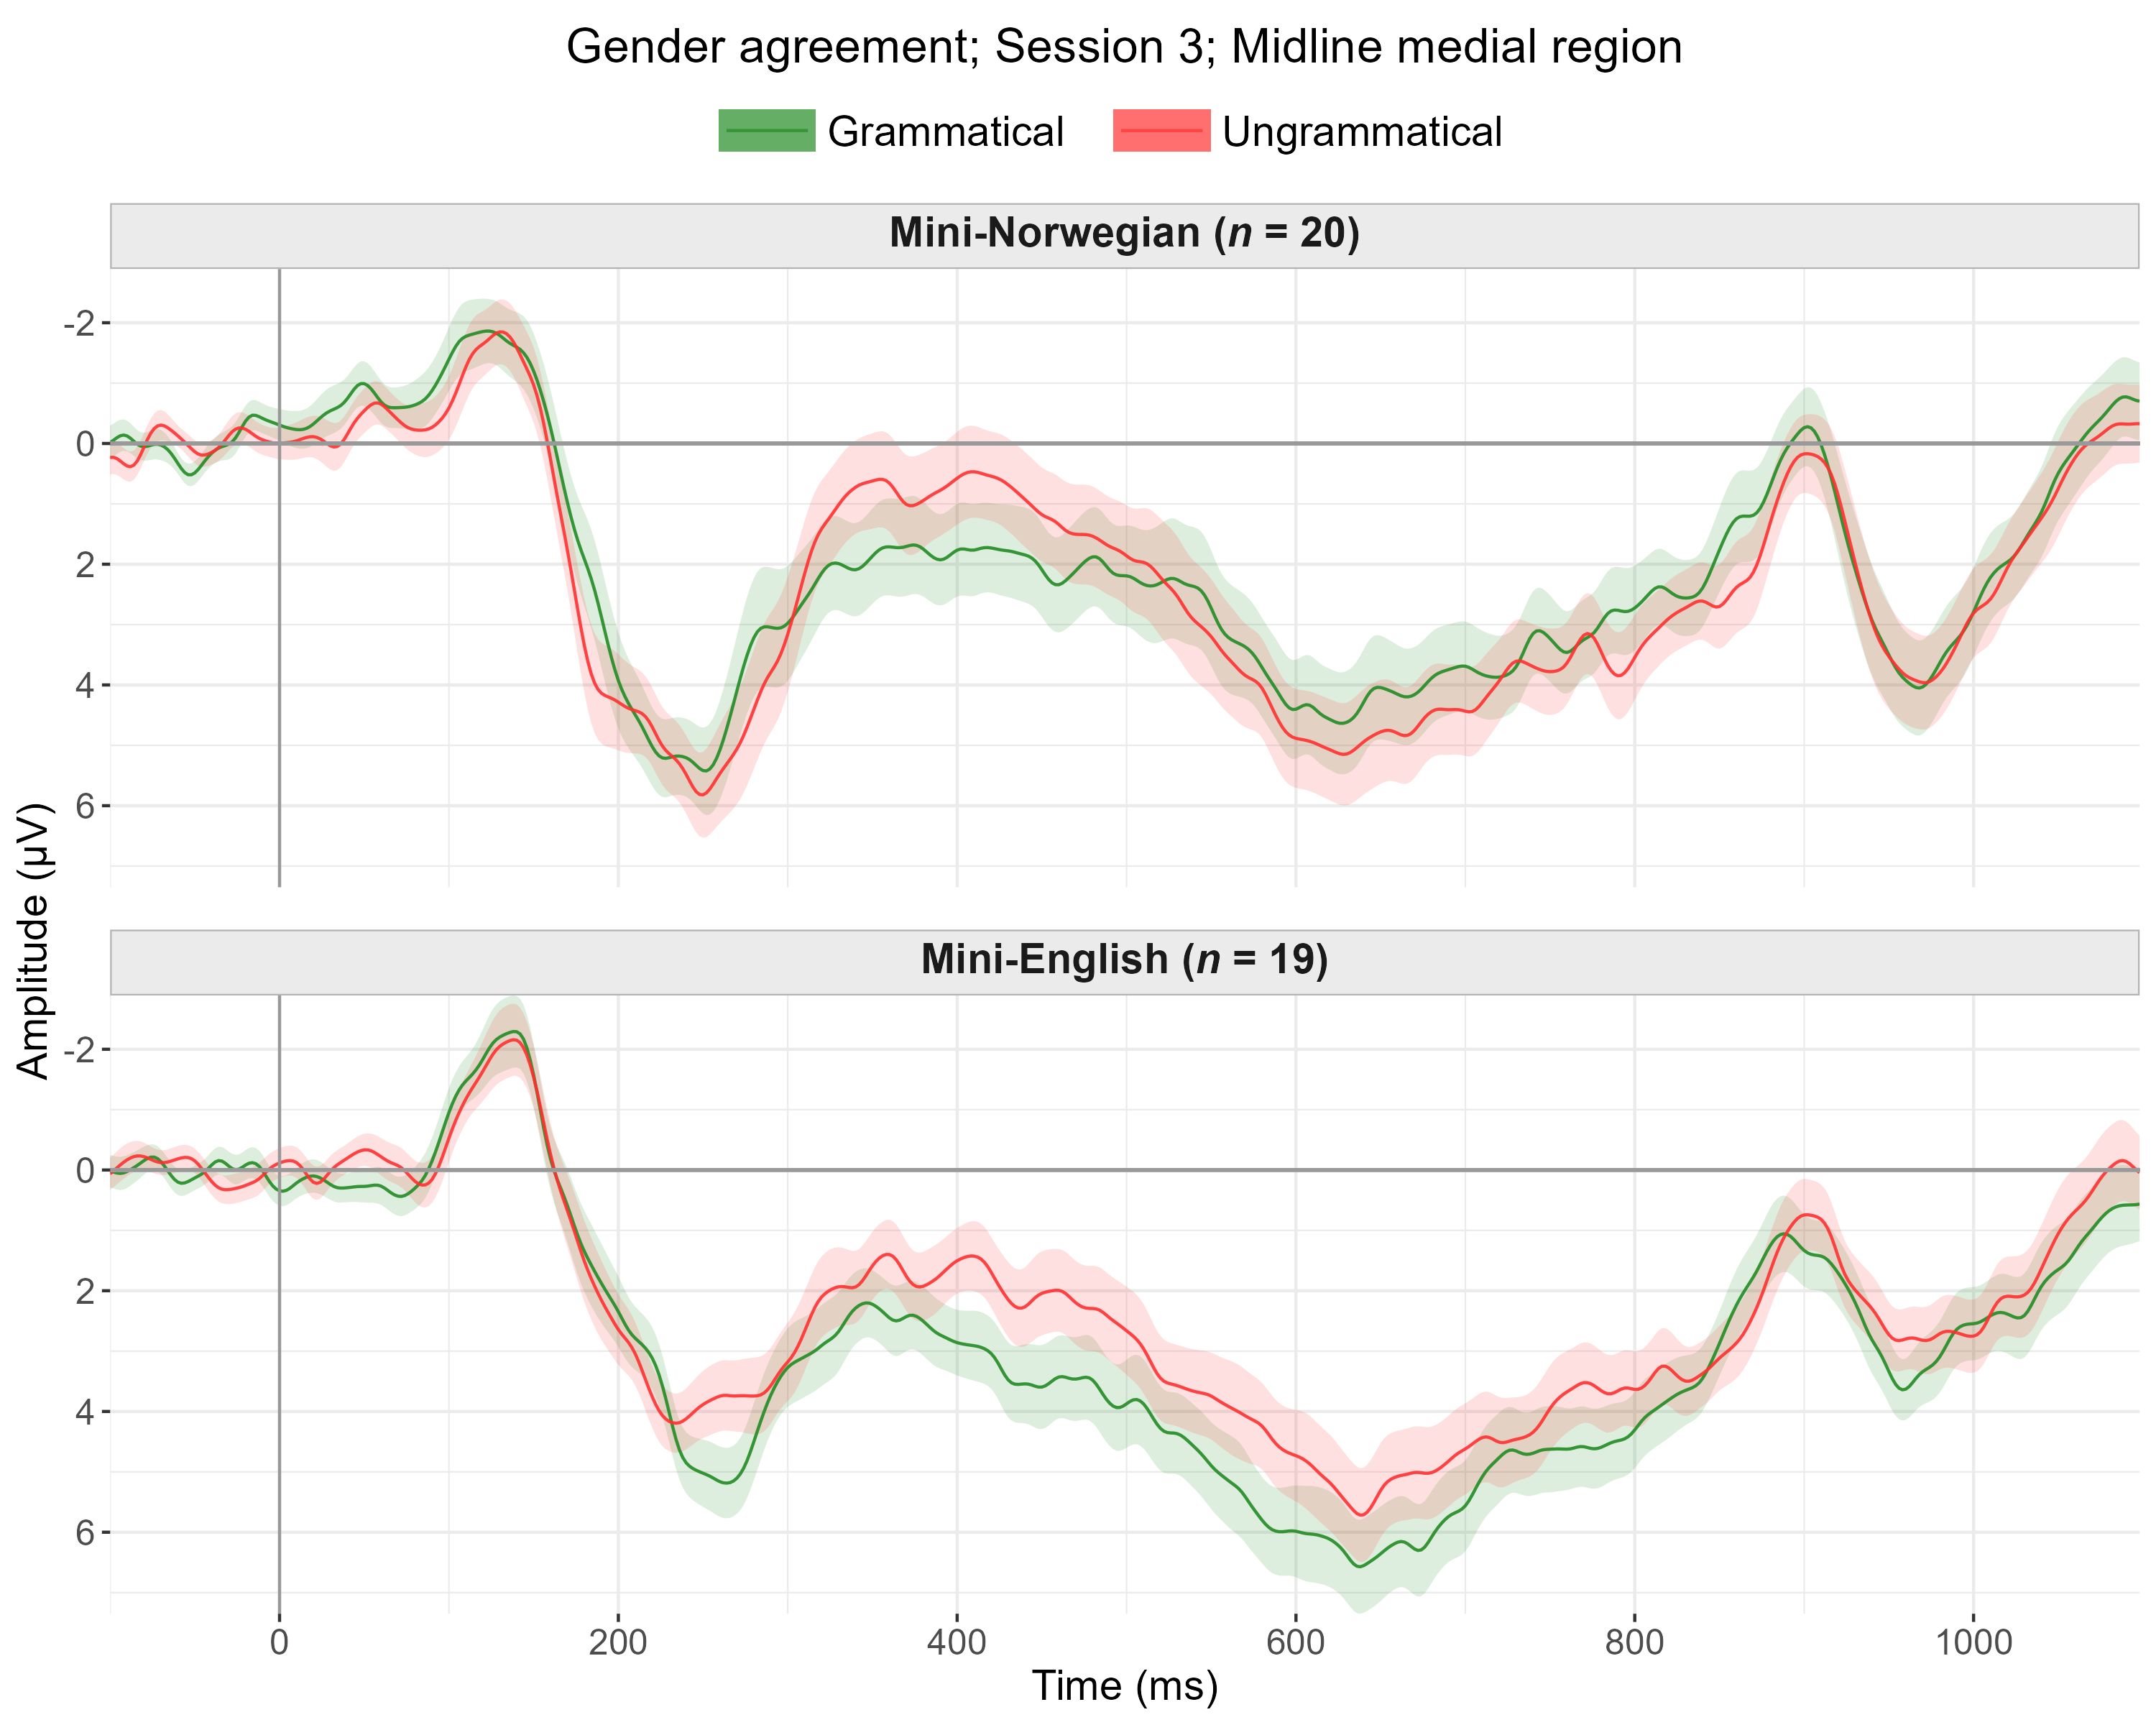 Gender agreement; Session 3; Midline medial region
Grammatical Ungrammatical
Mini-Norwegian (n = 20)
-2
0
2
4
6
Mini-English (n = 19)
-2
0
2
4
6
Amplitude (µV)
0 200 400 600 800 1000
Time (ms)